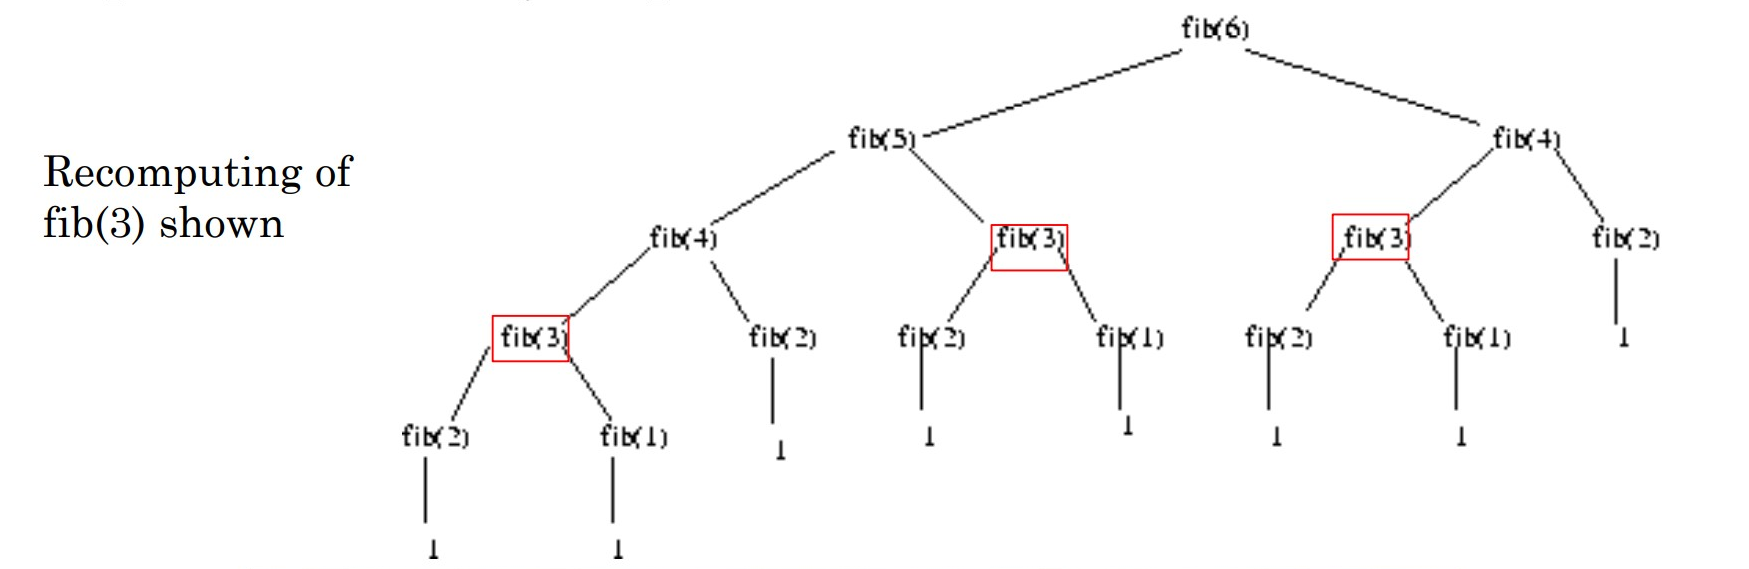 fib(6)
Recomputing of
fib(3) shown
fib(5) fib(4)
fib(4) fib(3) fib(3) fib(2)
fib(3) fib(2) fib(2) fib(1) fib(2) fib(1) 1
fib(2) fib(1) 1 1 1 1 1
1 1